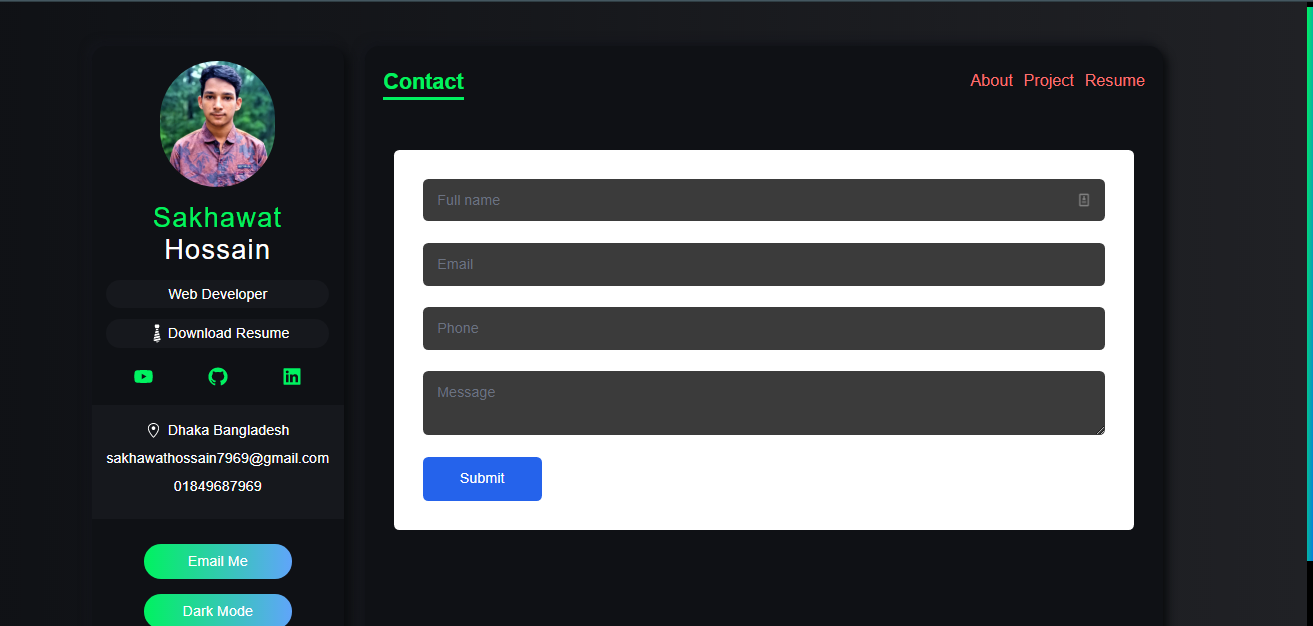 Sakhawat
Hossain
Web Developer
Download Resume
Dhaka Bangladesh
sakhawathossain7969@gmail.com
01849687969
Email Me
Dark Mode
Contact
About Project Resume
Full name
Email
Phone
Message
Submit